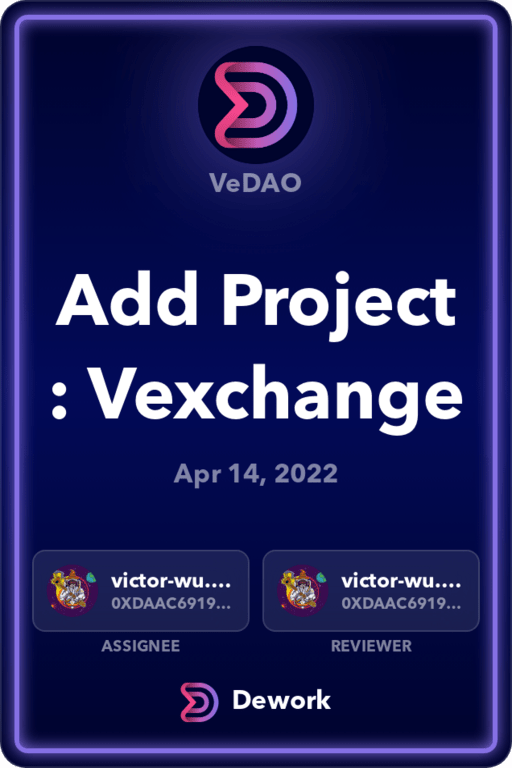 VeDAO
Add Project
: Vexchange
Apr 14, 2022
victor-wu.... victor-wu....
0XDAAC6919... 0XDAAC6919...
ASSIGNEE REVIEWER
Dework